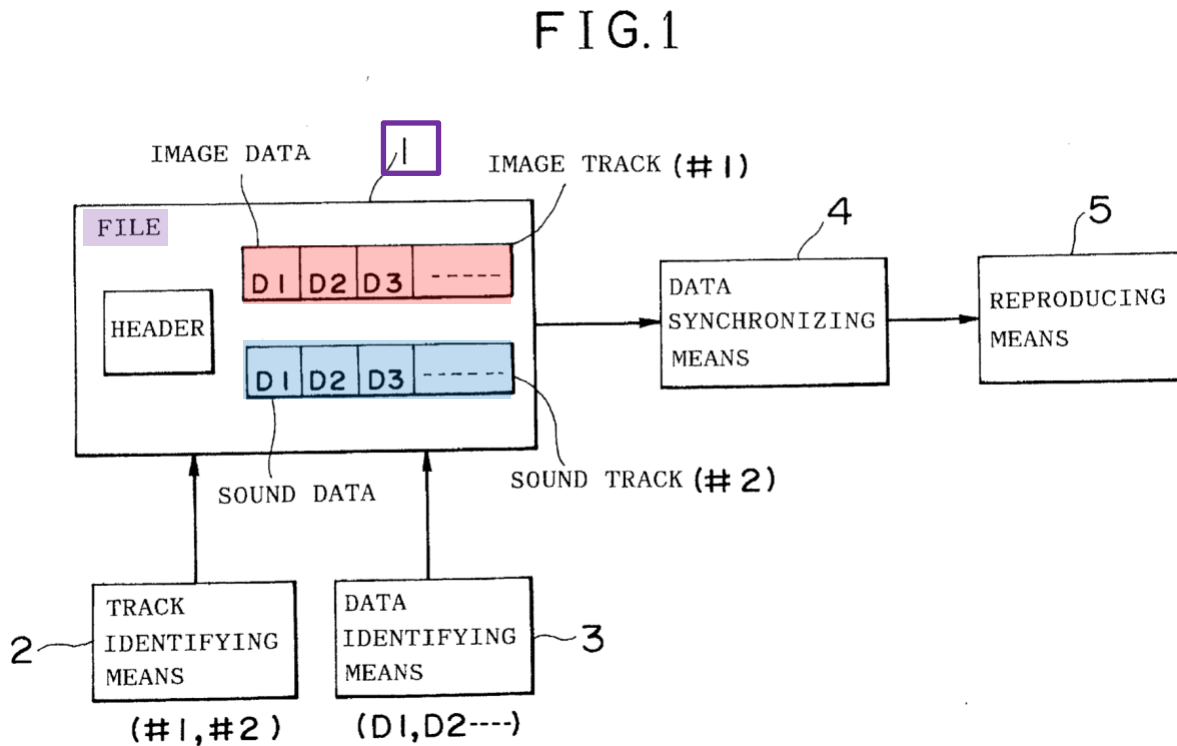 FIG.1
1
IMAGE DATA
IMAGE TRACK (#1)
FILE
D1 D2 D3 -----
HEADER
D1 D2 D3 ------
SOUND DATA
SOUND TRACK (#2)
4
DATA
SYNCHRONIZING
MEANS
5
REPRODUCING
MEANS
2
TRACK
IDENTIFYING
MEANS
(#1,#2)
DATA
IDENTIFYING
MEANS
3
(D1,D2----)